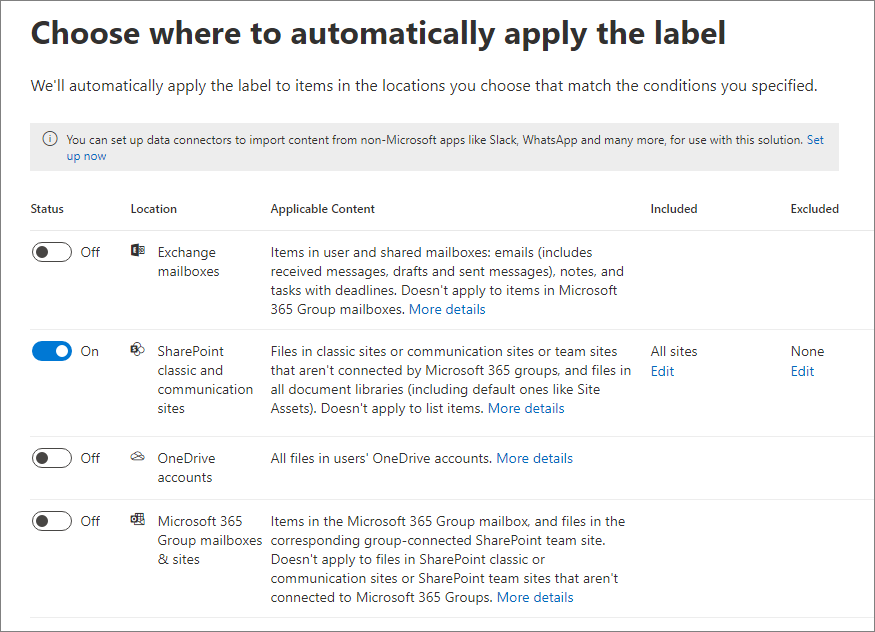 Choose where to automatically apply the label
We'll automatically apply the label to items in the locations you choose that match the conditions you specified.
You can set up data connectors to import content from non-Microsoft apps like Slack, WhatsApp and many more, for use with this solution. Set
up now
Status Location Applicable Content Included Excluded
Off Exchange Items in user and shared mailboxes: emails (includes
mailboxes received messages, drafts and sent messages), notes, and
tasks with deadlines. Doesn't apply to items in Microsoft
365 Group mailboxes. More details
On SharePoint Files in classic sites or communication sites or team sites All sites None
classic and that aren't connected by Microsoft 365 groups, and files in Edit Edit
communication all document libraries (including default ones like Site
sites Assets). Doesn't apply to list items. More details
Off OneDrive All files in users' OneDrive accounts. More details
accounts
Off Microsoft 365 Items in the Microsoft 365 Group mailbox, and files in the
Group mailboxes corresponding group-connected SharePoint team site.
& sites Doesn't apply to files in SharePoint classic or
communication sites or SharePoint team sites that aren't
connected to Microsoft 365 Groups. More details